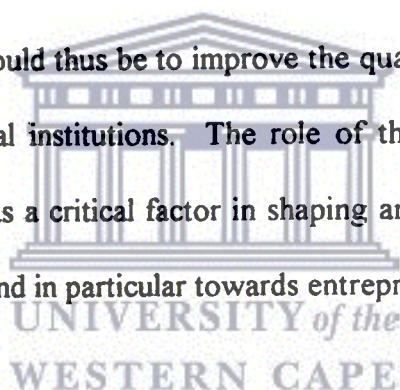 ould thus be to improve the qua
al institutions. The role of th
as a critical factor in shaping an
nd in particular towards entrepr
UNIVERSITY of the
WESTERN CAPE